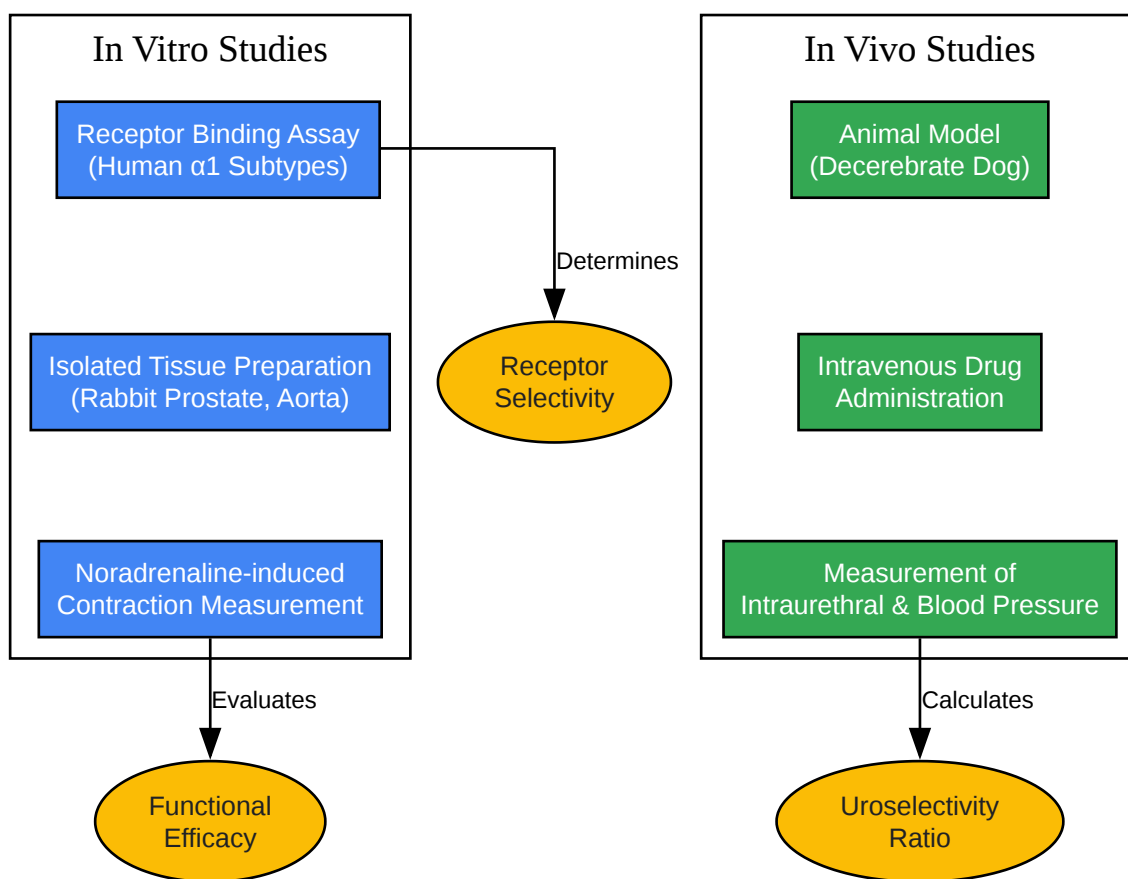 In Vitro Studies
Receptor Binding Assay
(Human α1 Subtypes)
Determines
Receptor
Selectivity
Isolated Tissue Preparation
(Rabbit Prostate, Aorta)
Noradrenaline-induced
Contraction Measurement
Evaluates
Functional
Efficacy
In Vivo Studies
Animal Model
(Decerebrate Dog)
Intravenous Drug
Administration
Measurement of
Intraurethral & Blood Pressure
Calculates
Uroselectivity
Ratio